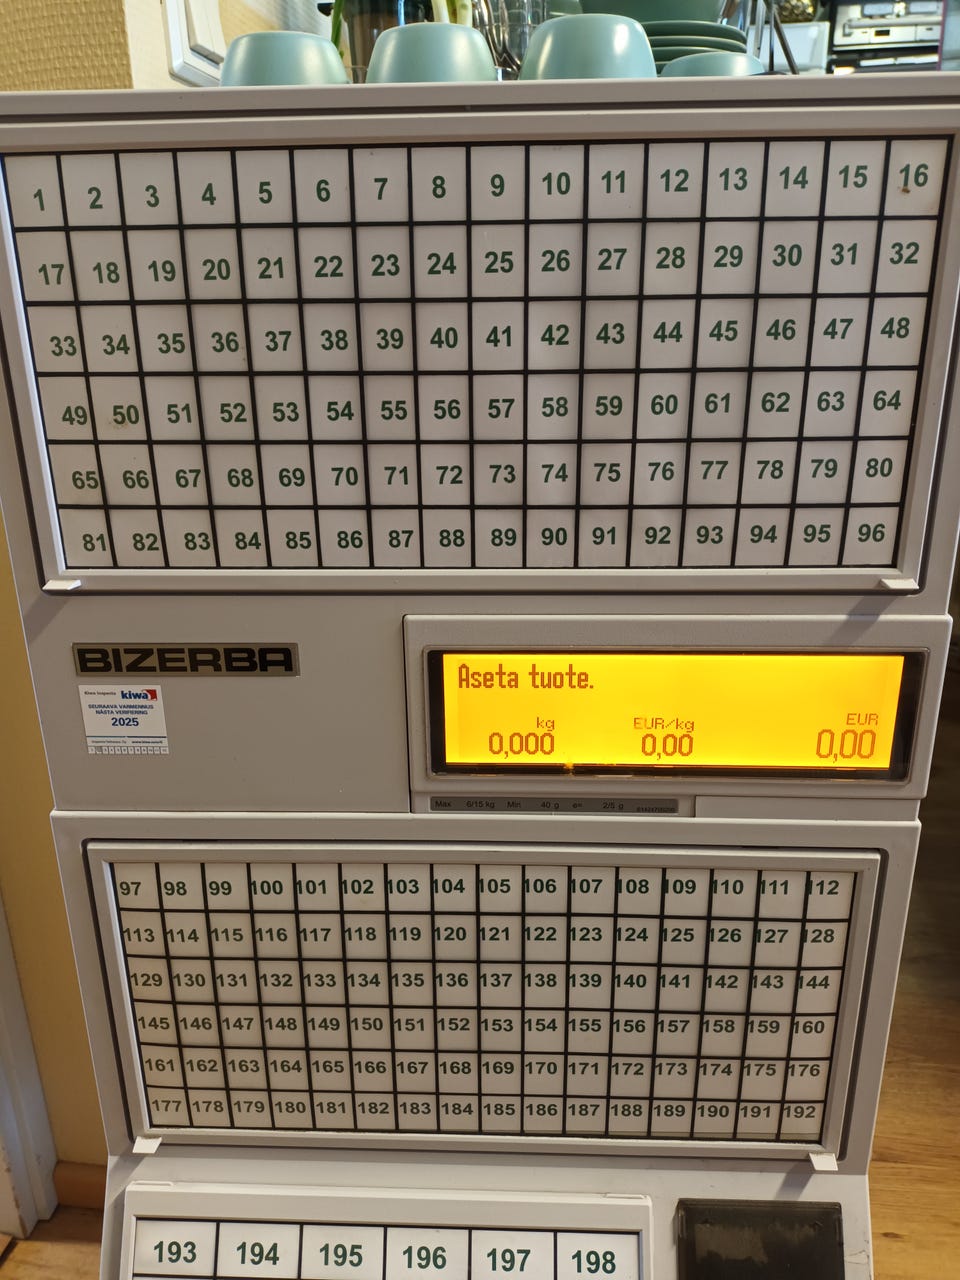 1 2 3 4 5 6 7 8 9 10 11 12 13 14 15 16
17 18 19 20 21 22 23 24 25 26 27 28 29 30 31 32
33 34 35 36 37 38 39 40 41 42 43 44 45 46 47 48
49 50 51 52 53 54 55 56 57 58 59 60 61 62 63 64
65 66 67 68 69 70 71 72 73 74 75 76 77 78 79 80
81 82 83 84 85 86 87 88 89 90 91 92 93 94 95 96
BIZERBA
Kiwa Inspecta kiwa
SEURAAVA VARMENNUS
NÄSTA VERIFIERING
2025
Aseta tuote.
kg EUR/kg EUR
0,000 0,00 0,00
Max 6/15 kg Min 40 g e= 2/5 g
97 98 99 100 101 102 103 104 105 106 107 108 109 110 111 112
113 114 115 116 117 118 119 120 121 122 123 124 125 126 127 128
129 130 131 132 133 134 135 136 137 138 139 140 141 142 143 144
145 146 147 148 149 150 151 152 153 154 155 156 157 158 159 160
161 162 163 164 165 166 167 168 169 170 171 172 173 174 175 176
177 178 179 180 181 182 183 184 185 186 187 188 189 190 191 192
193 194 195 196 197 198